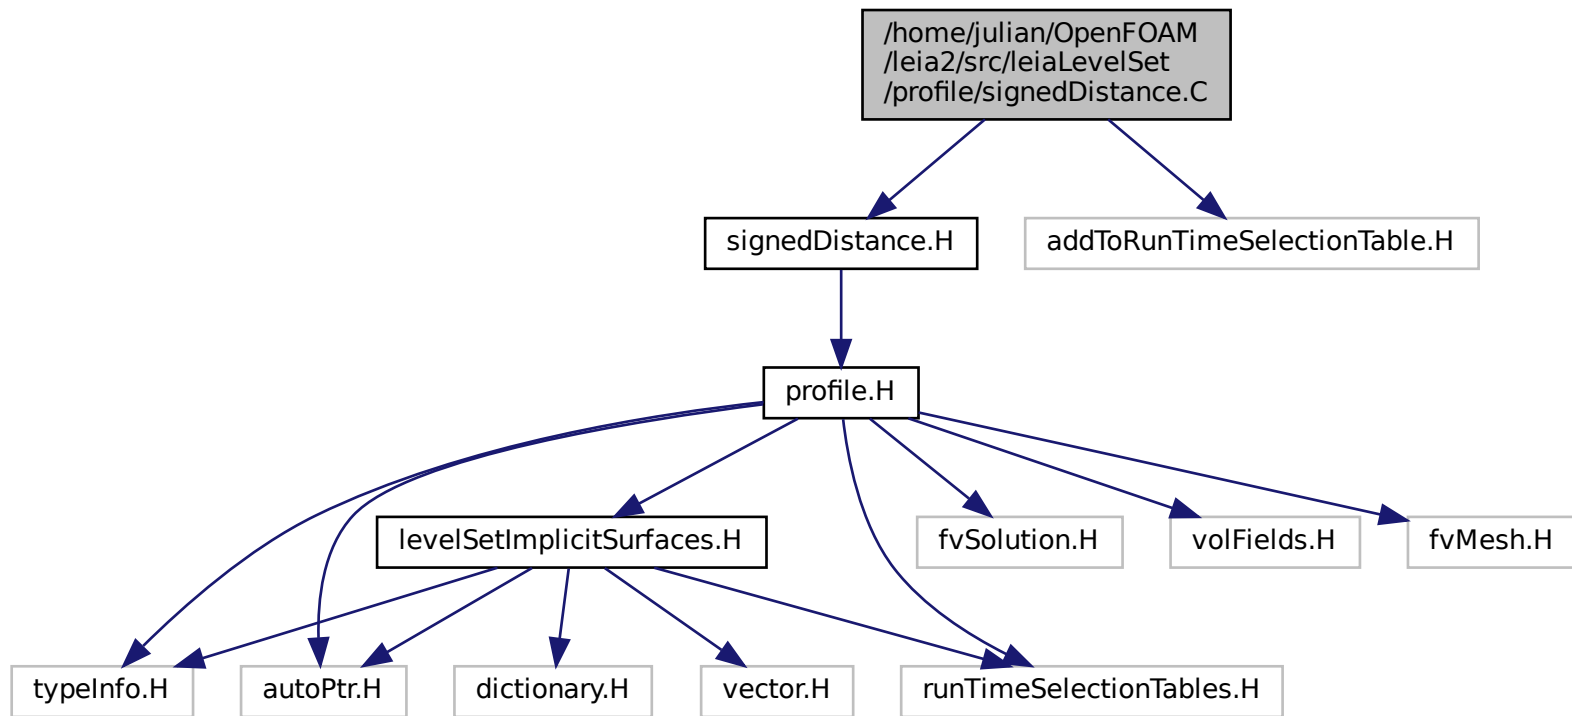 /home/julian/OpenFOAM
/leia2/src/leiaLevelSet
/profile/signedDistance.C
signedDistance.H
addToRunTimeSelectionTable.H
profile.H
levelSetImplicitSurfaces.H
fvSolution.H
volFields.H
fvMesh.H
typeInfo.H
autoPtr.H
dictionary.H
vector.H
runTimeSelectionTables.H